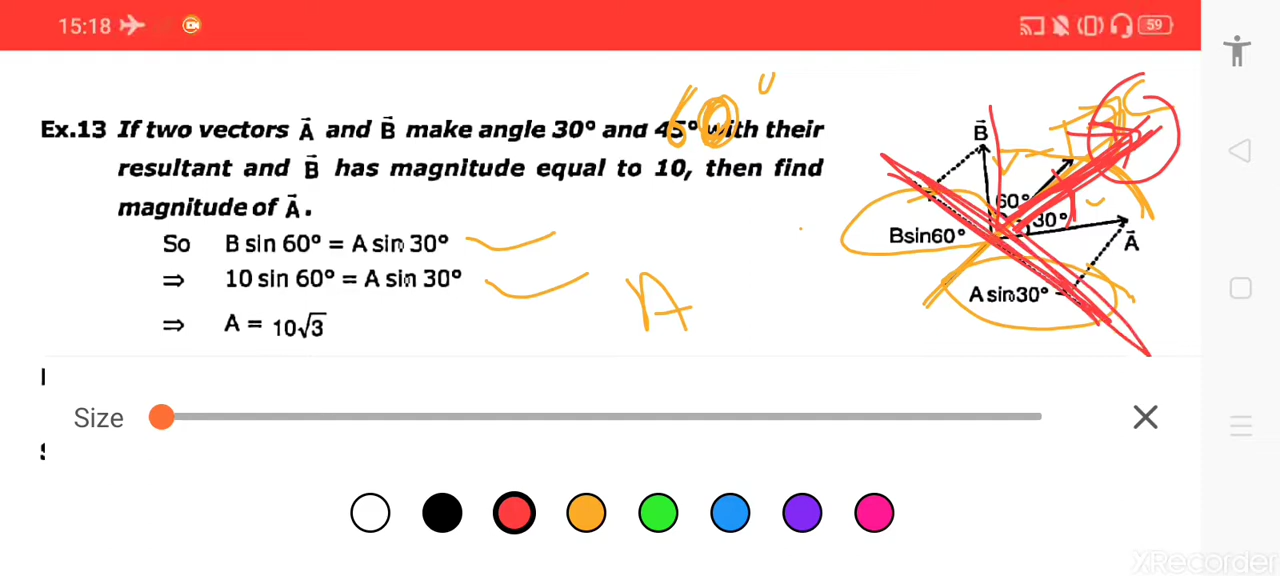 15:18
59
Ex.13 If two vectors A⃗ and B⃗ make angle 30° and 45° with their
60°
resultant and B⃗ has magnitude equal to 10, then find
magnitude of A⃗.
So B sin 60° = A sin 30°
⇒ 10 sin 60° = A sin 30°
⇒ A = 10√3
A
B⃗
60°
30°
A⃗
Bsin60°
A sin30°
Size
XRecorder